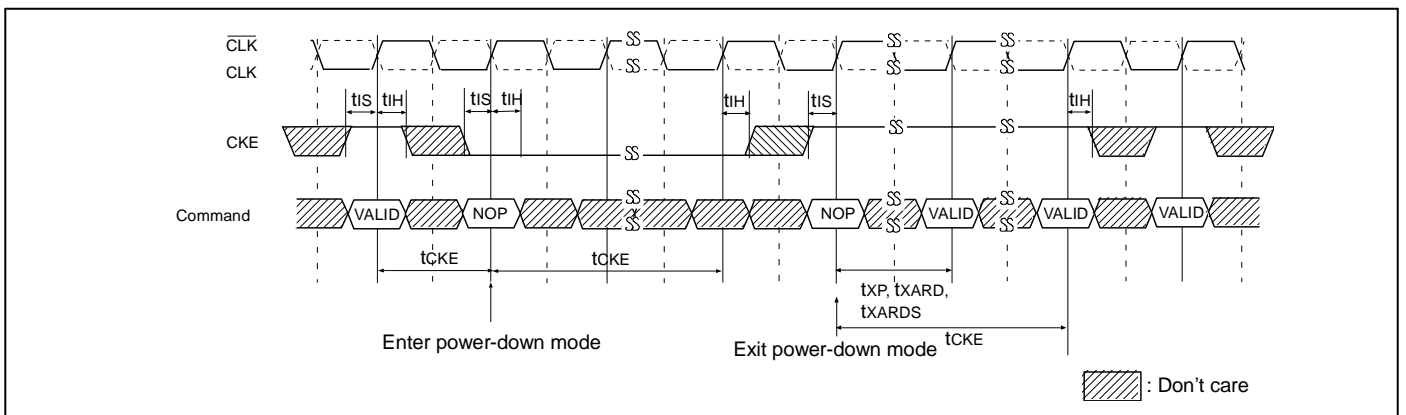 CLK
CLK
tIS tIH tIS tIH tIH tIS tIH
CKE
Command VALID NOP NOP VALID VALID VALID
tCKE tCKE
tXP, tXARD,
tXARDS
tCKE
Enter power-down mode
Exit power-down mode
: Don't care